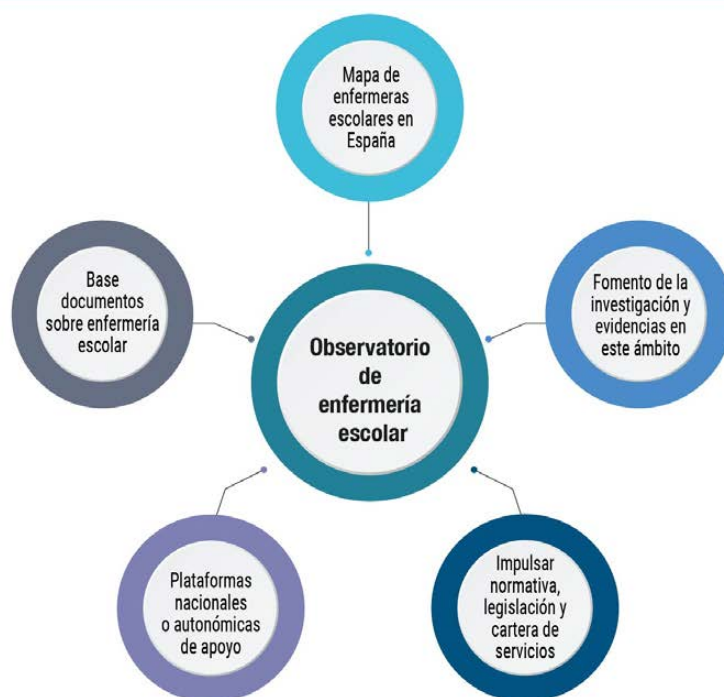 Mapa de
enfermeras
escolares en
España
Base
documentos
sobre enfermería
escolar
Fomento de la
investigación y
evidencias en
este ámbito
Observatorio
de
enfermería
escolar
Plataformas
nacionales
o autonómicas
de apoyo
Impulsar
normativa,
legislación y
cartera de
servicios